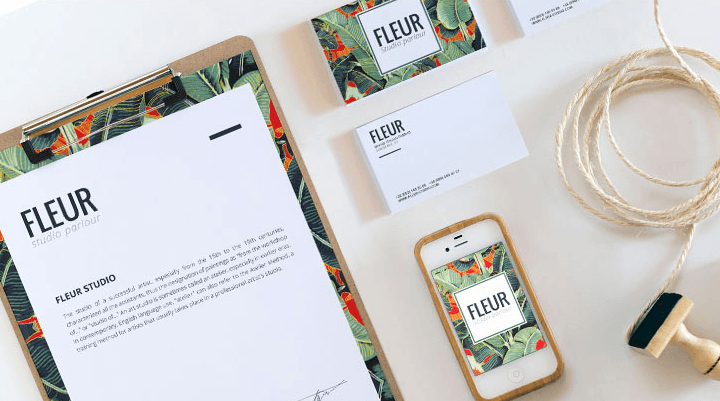 FLEUR
studio parlour
FLEUR STUDIO
The studio of a successful artist, especially from the 15th to the 19th centuries,
characterized all the assistants, thus the designation of paintings as "from the workshop
of..." or "studio of..." An art studio is sometimes called an atelier, especially in earlier eras.
In contemporary, English language use, "atelier" can also refer to the Atelier Method, a
training method for artists that usually takes place in a professional artist's studio.
FLEUR
Studio parlour
FLEUR
FLEUR
studio parlour